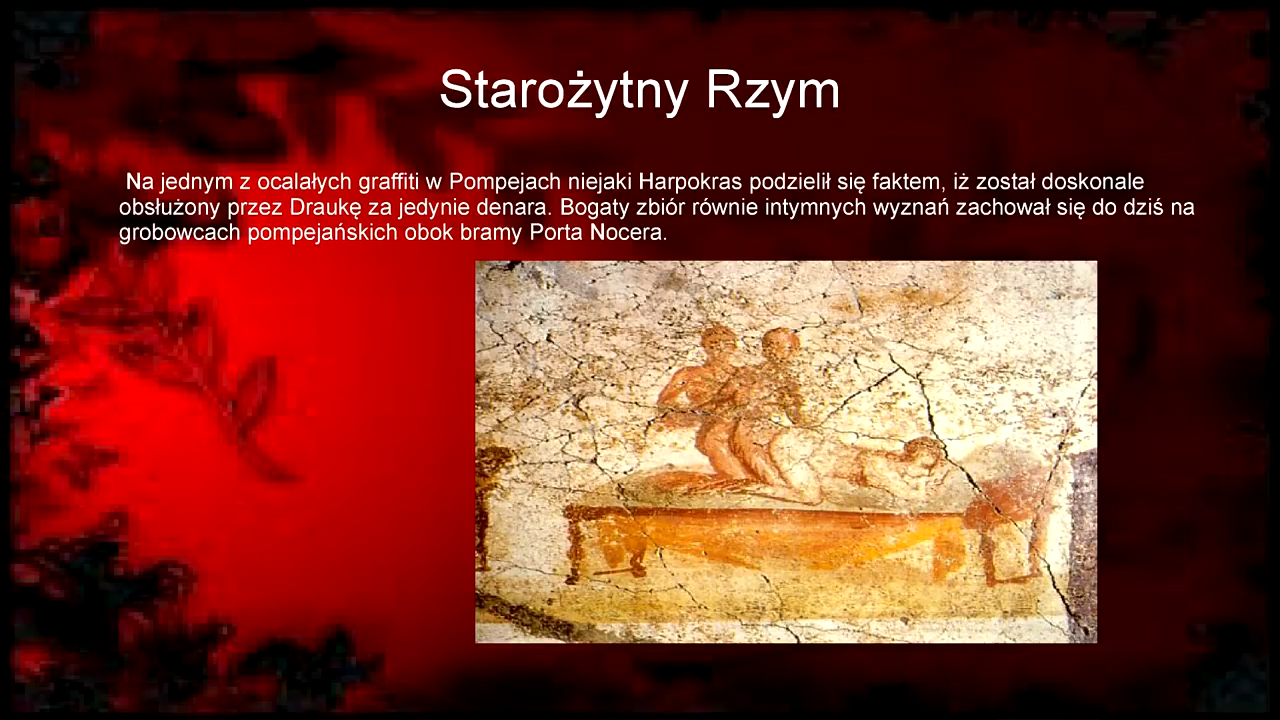 Starożytny Rzym
Na jednym z ocalałych graffiti w Pompejach niejaki Harpokras podzielił się faktem, iż został doskonale
obsłużony przez Draukę za jedynie denara. Bogaty zbiór równie intymnych wyznań zachował się do dziś na
grobowcach pompejańskich obok bramy Porta Nocera.